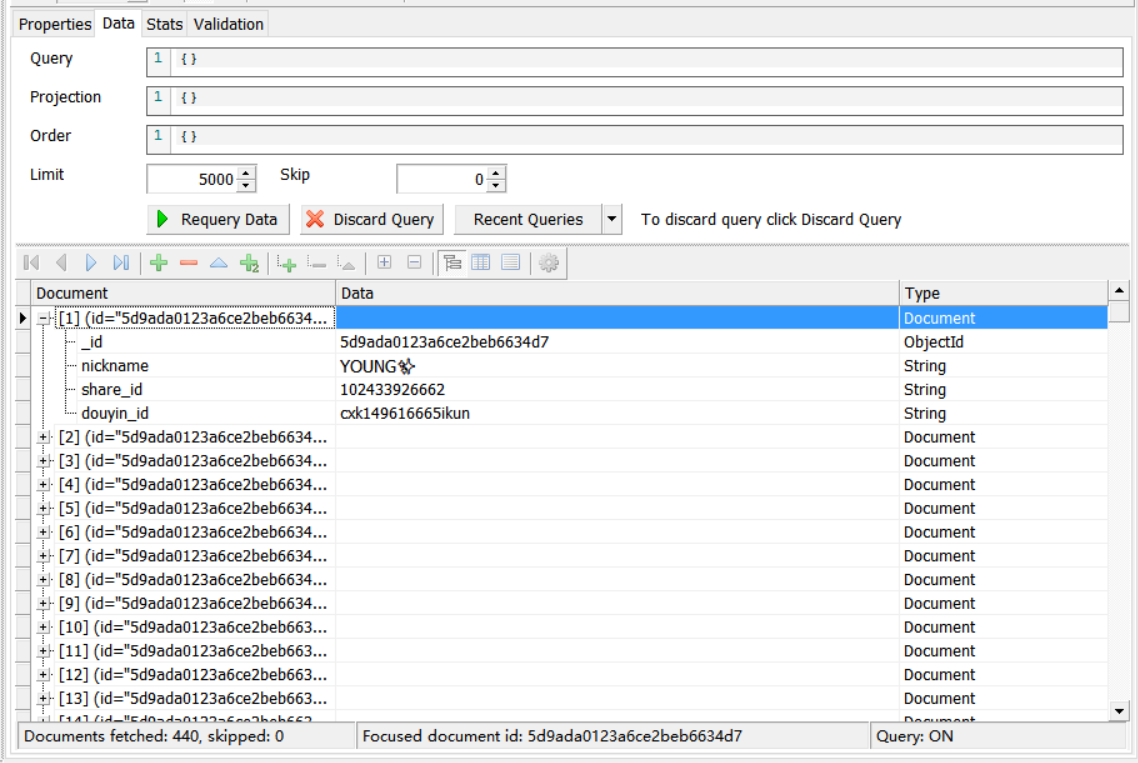 Properties Data Stats Validation
Query 1 {}
Projection 1 {}
Order 1 {}
Limit 5000 Skip 0
Requery Data Discard Query Recent Queries To discard query click Discard Query
Document Data Type
[1] (id="5d9ada0123a6ce2beb6634... Document
_id 5d9ada0123a6ce2beb6634d7 ObjectId
nickname YOUNG String
share_id 102433926662 String
douyin_id cxk149616665ikun String
[2] (id="5d9ada0123a6ce2beb6634... Document
[3] (id="5d9ada0123a6ce2beb6634... Document
[4] (id="5d9ada0123a6ce2beb6634... Document
[5] (id="5d9ada0123a6ce2beb6634... Document
[6] (id="5d9ada0123a6ce2beb6634... Document
[7] (id="5d9ada0123a6ce2beb6634... Document
[8] (id="5d9ada0123a6ce2beb6634... Document
[9] (id="5d9ada0123a6ce2beb6634... Document
[10] (id="5d9ada0123a6ce2beb663... Document
[11] (id="5d9ada0123a6ce2beb663... Document
[12] (id="5d9ada0123a6ce2beb663... Document
[13] (id="5d9ada0123a6ce2beb663... Document
[14] (id="5d9ada0123a6ce2beb663... Document
Documents fetched: 440, skipped: 0 Focused document id: 5d9ada0123a6ce2beb6634d7 Query: ON